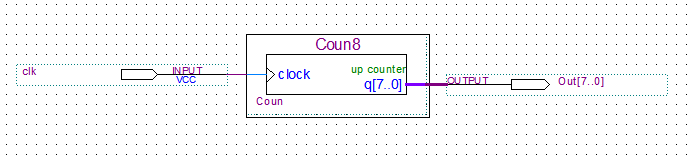 Coun8
clk
INPUT
VCC
clock
up counter
q[7..0]
Coun
OUTPUT
Out[7..0]